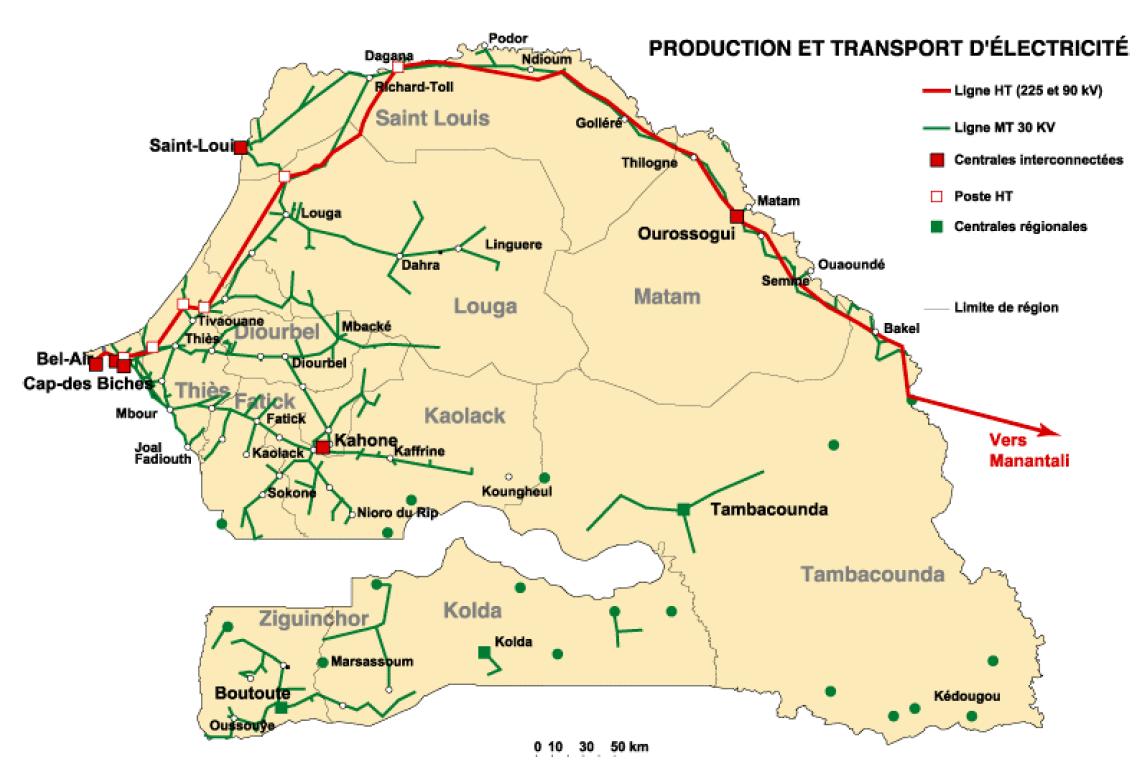 PRODUCTION ET TRANSPORT D'ÉLECTRICITÉ
Ligne HT (225 et 90 kV)
Ligne MT 30 KV
Centrales interconnectées
Poste HT
Centrales régionales
Limite de région
Podor
Dagana
Ndioum
Richard-Toll
Saint Louis
Golléré
Saint-Loui
Thilogne
Matam
Louga
Ourossogui
Linguere
Dahra
Ouaoundé
Semme
Louga
Matam
Tivaouane
Diourbel
Mbacké
Bakel
Thiès
Bel-Air
Diourbel
Cap-des Biches
Thiès
Fatick
Mbour
Fatick
Kaolack
Vers
Manantali
Kahone
Joal
Fadiouth
Kaolack
Kaffrine
Sokone
Koungheul
Nioro du Rip
Tambacounda
Tambacounda
Ziguinchor
Kolda
Kolda
Marsassoum
Boutoute
Kédougou
Oussouye
0 10 30 50 km